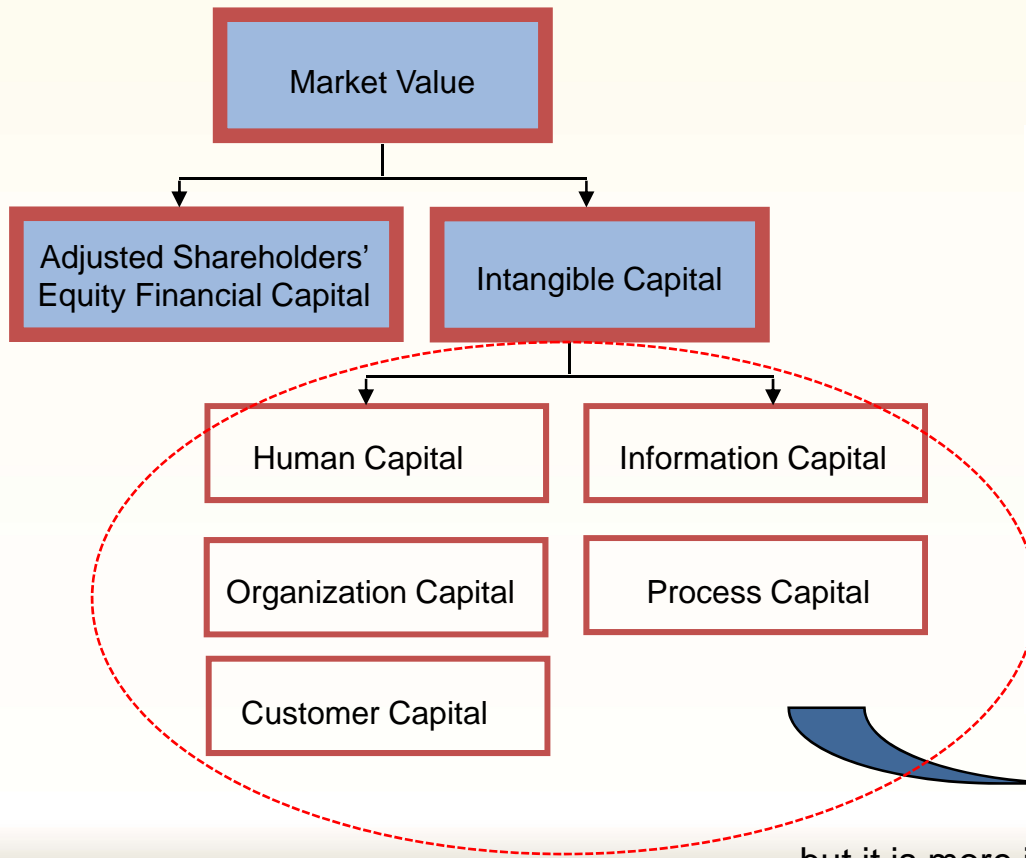 Market Value
Adjusted Shareholders’
Equity Financial Capital
Intangible Capital
Human Capital
Information Capital
Organization Capital
Process Capital
Customer Capital
but it is more